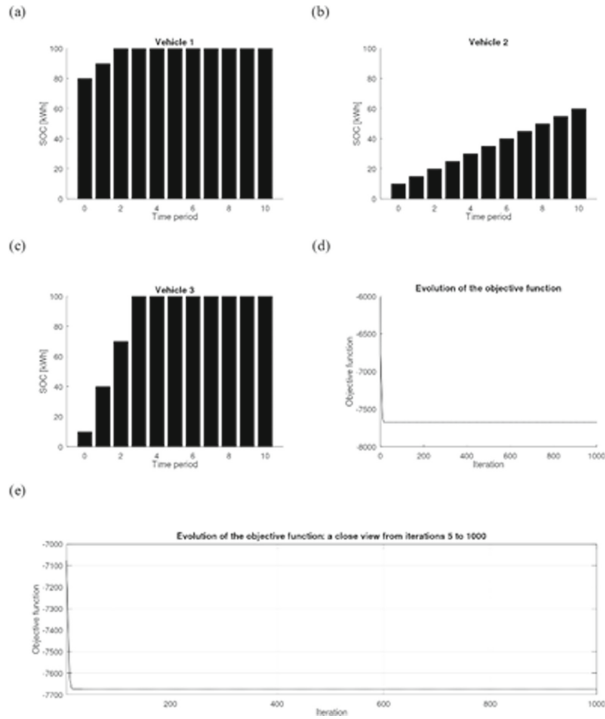 (a)
Vehicle 1
100
80
60
40
20
0
SOC [kWh]
0 2 4 6 8 10
Time period
(b)
Vehicle 2
100
80
60
40
20
0
SOC [kWh]
0 2 4 6 8 10
Time period
(c)
Vehicle 3
100
80
60
40
20
0
SOC [kWh]
0 2 4 6 8 10
Time period
(d)
Evolution of the objective function
-6000
-6500
-7000
-7500
-8000
Objective function
0 200 400 600 800 1000
Iteration
(e)
Evolution of the objective function: a close view from iterations 5 to 1000
-7000
-7100
-7200
-7300
-7400
-7500
-7600
-7700
Objective function
200 400 600 800 1000
Iteration